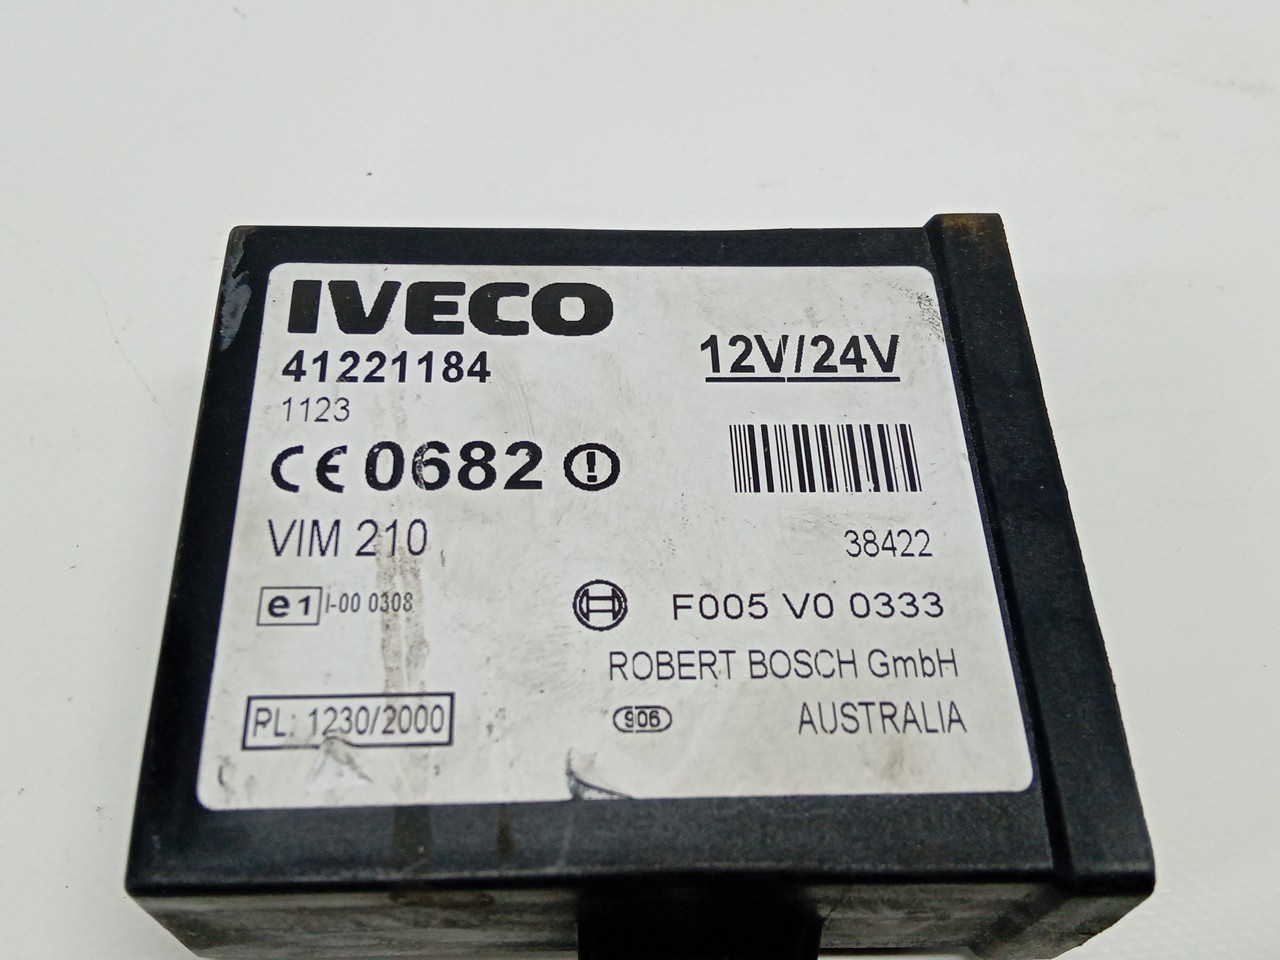 IVECO
41221184
12V/24V
1123
CE 0682 !
VIM 210
38422
e1 I-00 0308
F005 V0 0333
ROBERT BOSCH GmbH
PL: 1230/2000
906
AUSTRALIA